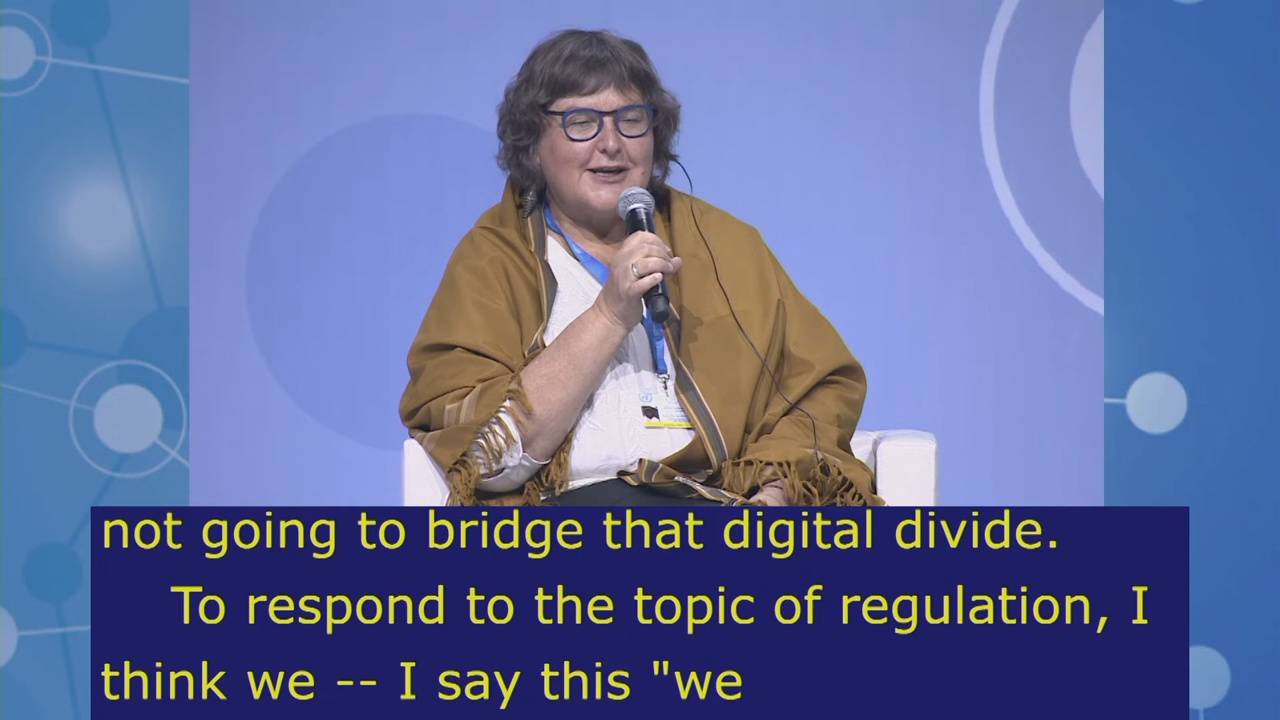 not going to bridge that digital divide.
To respond to the topic of regulation, I
think we -- I say this "we